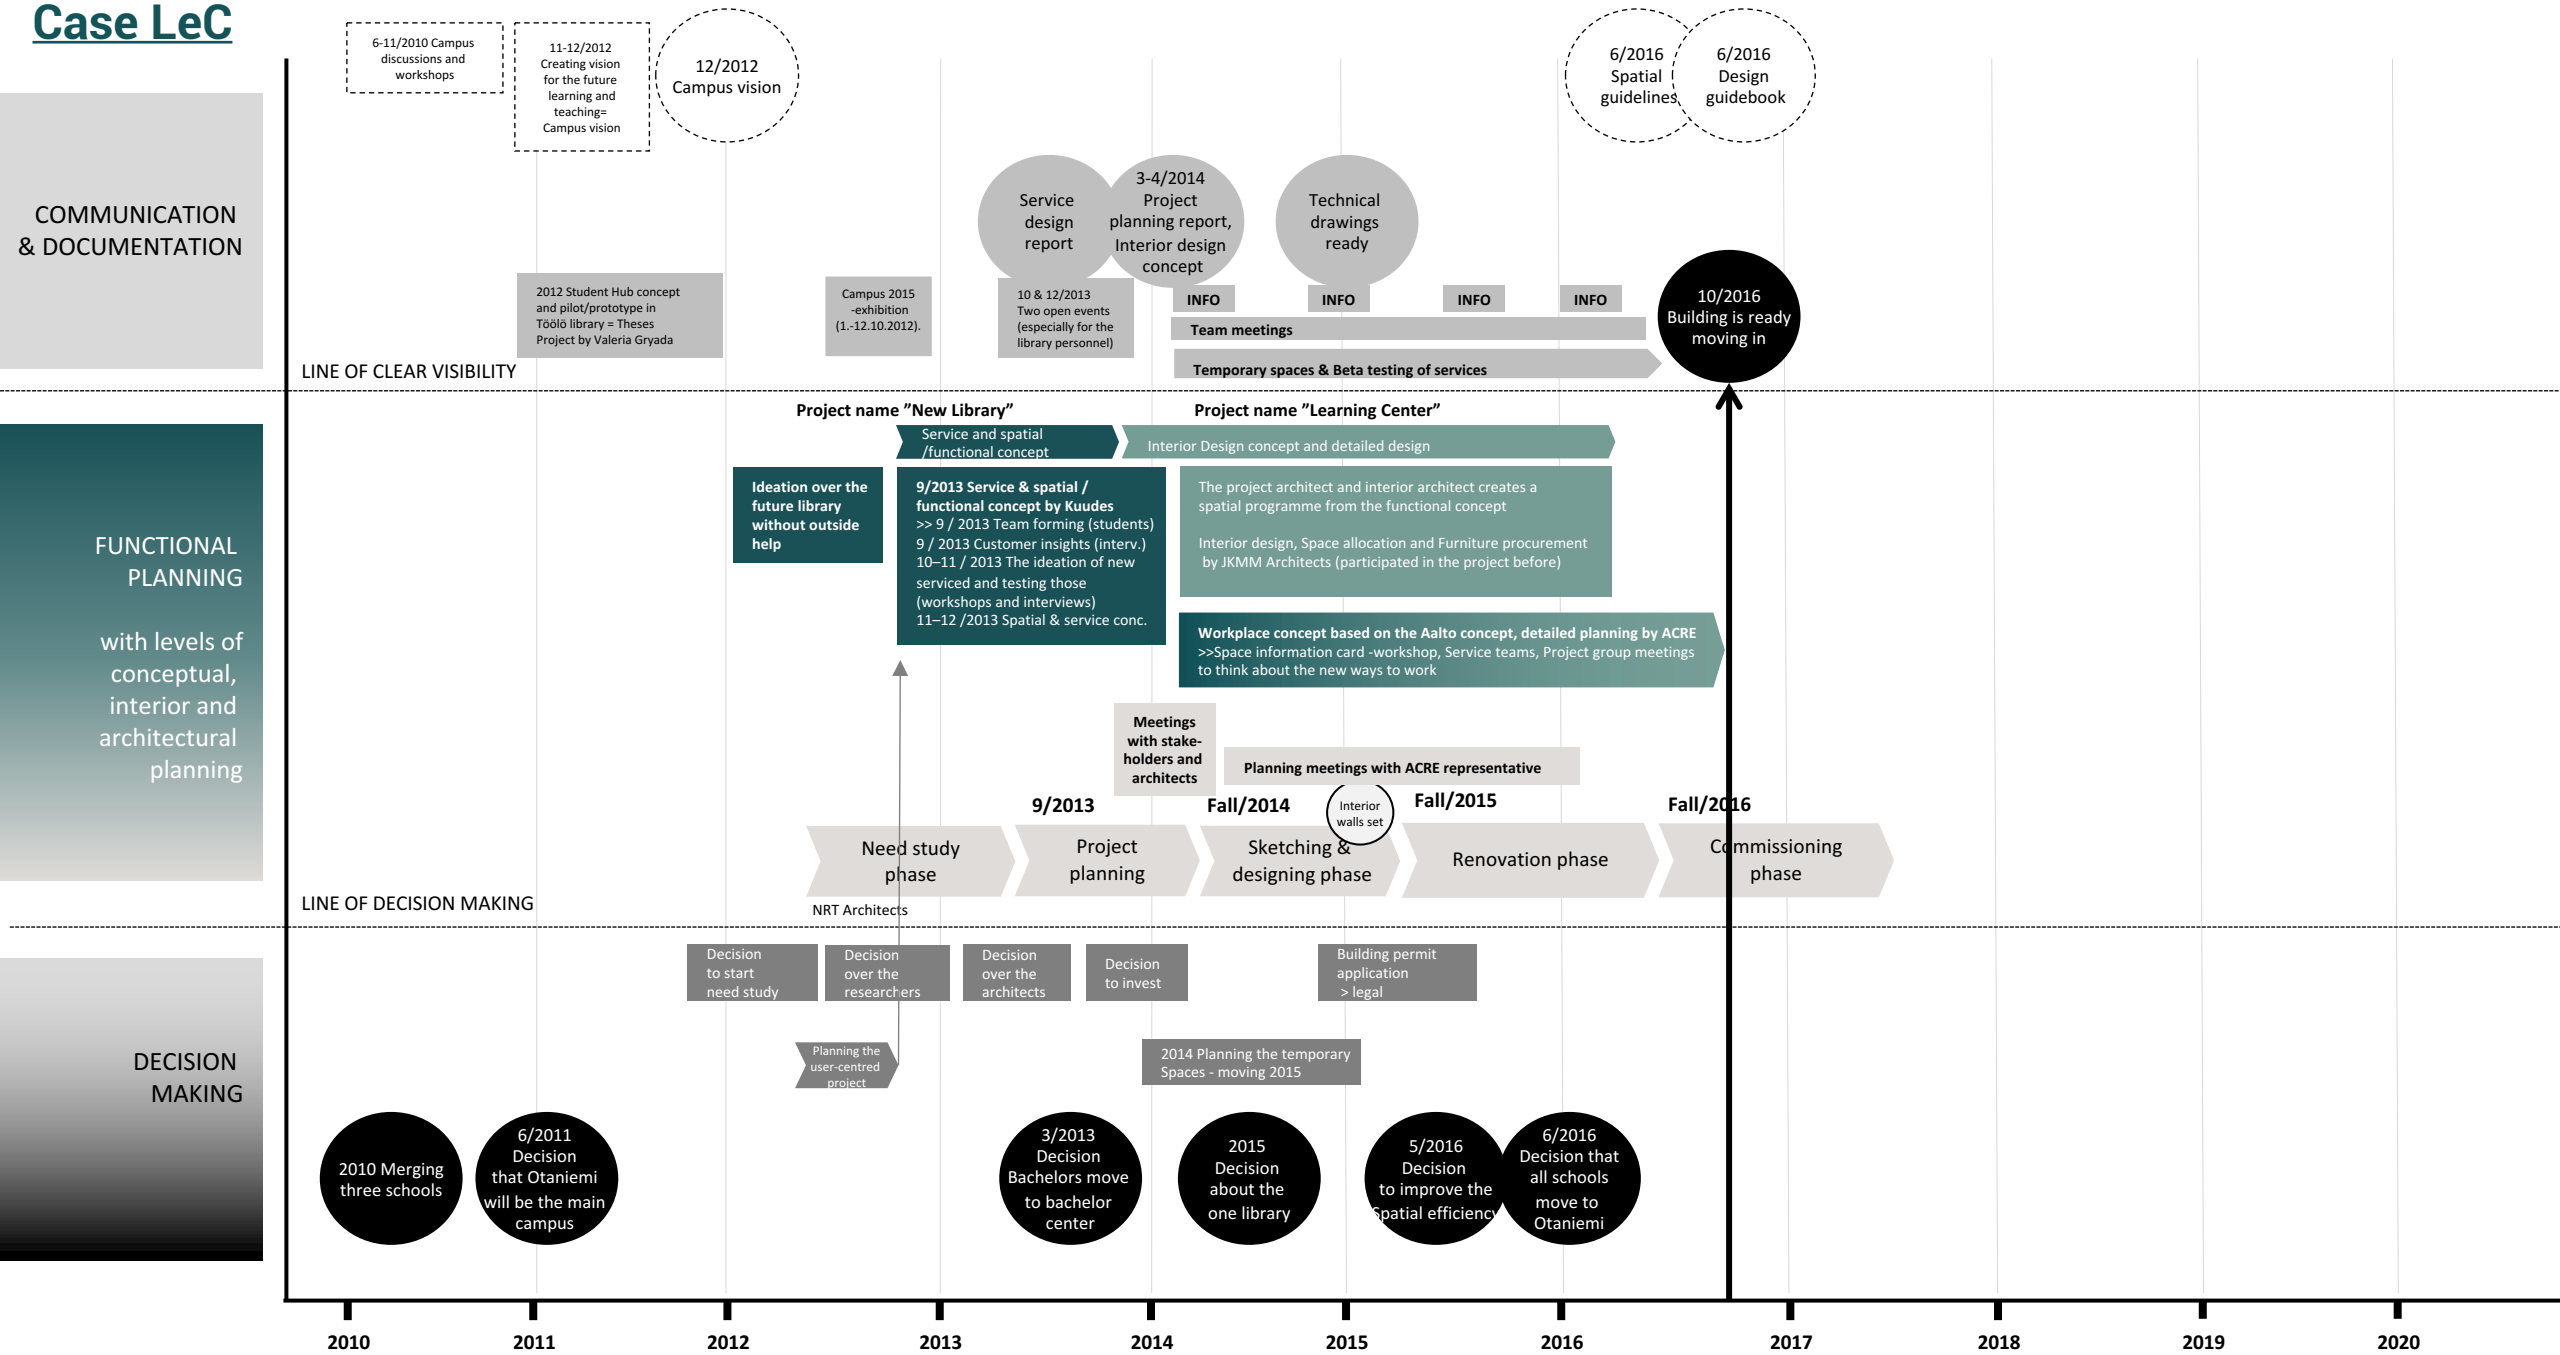 Case LeC
6-11/2010 Campus
discussions and
workshops
11-12/2012
Creating vision
for the future
learning and
teaching=
Campus vision
12/2012
Campus vision
6/2016
Spatial
guidelines
6/2016
Design
guidebook
COMMUNICATION
& DOCUMENTATION
Service
design
report
3-4/2014
Project
planning report,
Interior design
concept
Technical
drawings
ready
2012 Student Hub concept
and pilot/prototype in
Töölö library = Theses
Project by Valeria Gryada
Campus 2015
-exhibition
(1.-12.10.2012).
10 & 12/2013
Two open events
(especially for the
library personnel)
INFO
INFO
INFO
INFO
Team meetings
Temporary spaces & Beta testing of services
10/2016
Building is ready
moving in
LINE OF CLEAR VISIBILITY
Project name ”New Library”
Project name ”Learning Center”
Service and spatial
/functional concept
Interior Design concept and detailed design
FUNCTIONAL
PLANNING
with levels of
conceptual,
interior and
architectural
planning
Ideation over the
future library
without outside
help
9/2013 Service & spatial /
functional concept by Kuudes
>> 9 / 2013 Team forming (students)
9 / 2013 Customer insights (interv.)
10–11 / 2013 The ideation of new
serviced and testing those
(workshops and interviews)
11–12 /2013 Spatial & service conc.
The project architect and interior architect creates a
spatial programme from the functional concept
Interior design, Space allocation and Furniture procurement
by JKMM Architects (participated in the project before)
Workplace concept based on the Aalto concept, detailed planning by ACRE
>>Space information card -workshop, Service teams, Project group meetings
to think about the new ways to work
Meetings
with stake-
holders and
architects
Planning meetings with ACRE representative
9/2013
Fall/2014
Interior
walls set
Fall/2015
Fall/2016
Need study
phase
Project
planning
Sketching &
designing phase
Renovation phase
Commissioning
phase
NRT Architects
LINE OF DECISION MAKING
DECISION
MAKING
Decision
to start
need study
Decision
over the
researchers
Decision
over the
architects
Decision
to invest
Building permit
application
> legal
Planning the
user-centred
project
2014 Planning the temporary
Spaces - moving 2015
2010 Merging
three schools
6/2011
Decision
that Otaniemi
will be the main
campus
3/2013
Decision
Bachelors move
to bachelor
center
2015
Decision
about the
one library
5/2016
Decision
to improve the
Spatial efficiency
6/2016
Decision that
all schools
move to
Otaniemi
2010
2011
2012
2013
2014
2015
2016
2017
2018
2019
2020